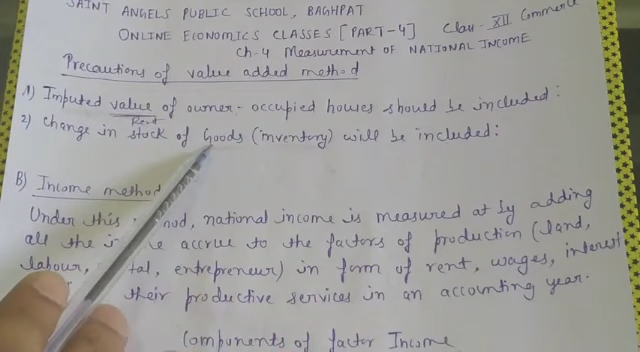 SAINT ANGELS PUBLIC SCHOOL, BAGHPAT
ONLINE ECONOMICS CLASSES [PART-4] Class-XII Commerce
Ch-4 Measurement OF NATIONAL INCOME
Precautions of value added method
1) Imputed value of owner-occupied houses should be included:
Rent
2) Change in stock of Goods (inventory) will be included:
B) Income method
Under this, national income is measured at by adding
all the accrue to the factors of production (land,
labour, entrepreneur) in form of rent, wages, interest
their productive services in an accounting year.
Components of factor Income